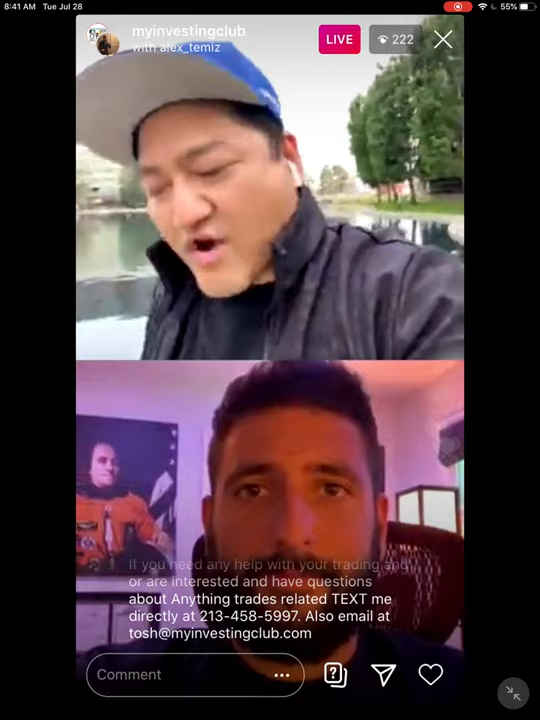 8:41 AM Tue Jul 28
55%
myinvestingclub
with alex_temiz
LIVE
222
If you need any help with your trading and
or are interested and have questions
about Anything trades related TEXT me
directly at 213-458-5997. Also email at
tosh@myinvestingclub.com
Comment